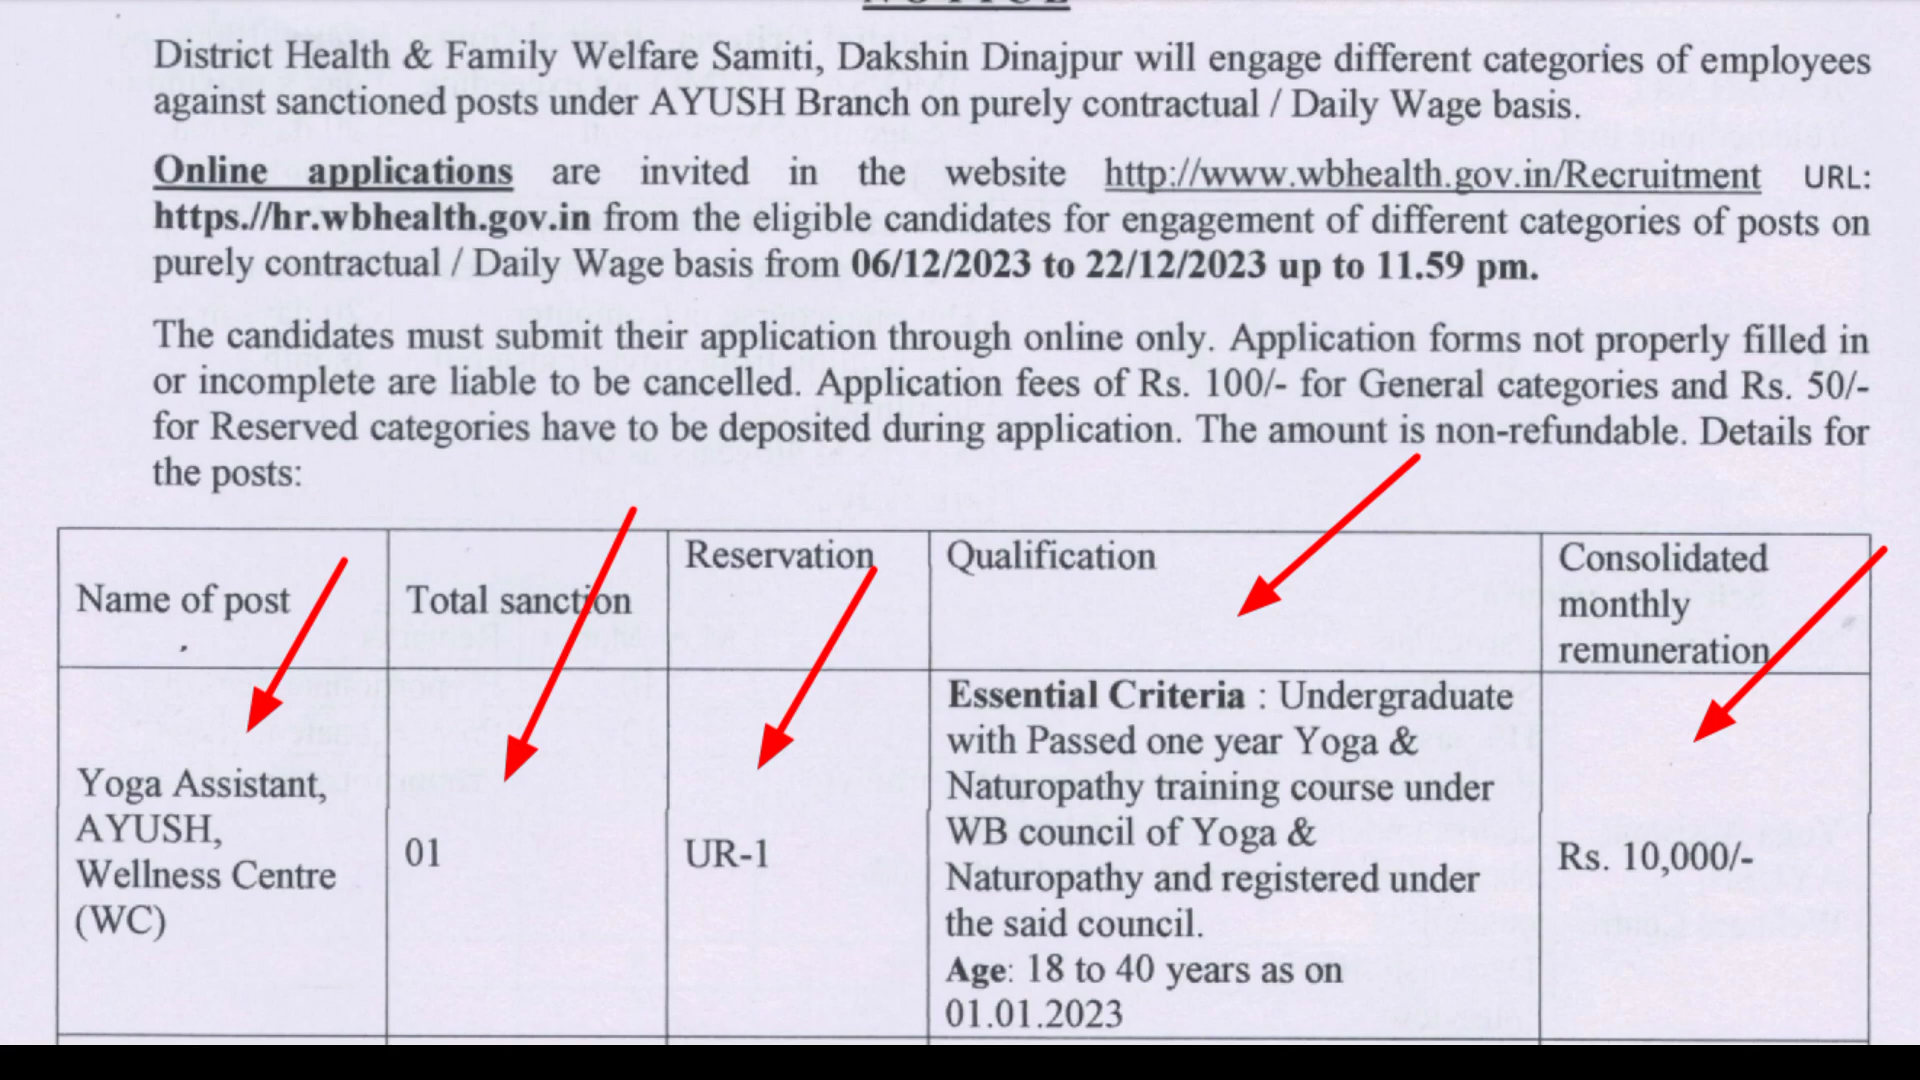 District Health & Family Welfare Samiti, Dakshin Dinajpur will engage different categories of employees
against sanctioned posts under AYUSH Branch on purely contractual / Daily Wage basis.
Online applications are invited in the website http://www.wbhealth.gov.in/Recruitment URL:
https.//hr.wbhealth.gov.in from the eligible candidates for engagement of different categories of posts on
purely contractual / Daily Wage basis from 06/12/2023 to 22/12/2023 up to 11.59 pm.
The candidates must submit their application through online only. Application forms not properly filled in
or incomplete are liable to be cancelled. Application fees of Rs. 100/- for General categories and Rs. 50/-
for Reserved categories have to be deposited during application. The amount is non-refundable. Details for
the posts:
Name of post
Total sanction
Reservation
Qualification
Consolidated
monthly
remuneration
Yoga Assistant,
AYUSH,
Wellness Centre
(WC)
01
UR-1
Essential Criteria : Undergraduate
with Passed one year Yoga &
Naturopathy training course under
WB council of Yoga &
Naturopathy and registered under
the said council.
Age: 18 to 40 years as on
01.01.2023
Rs. 10,000/-